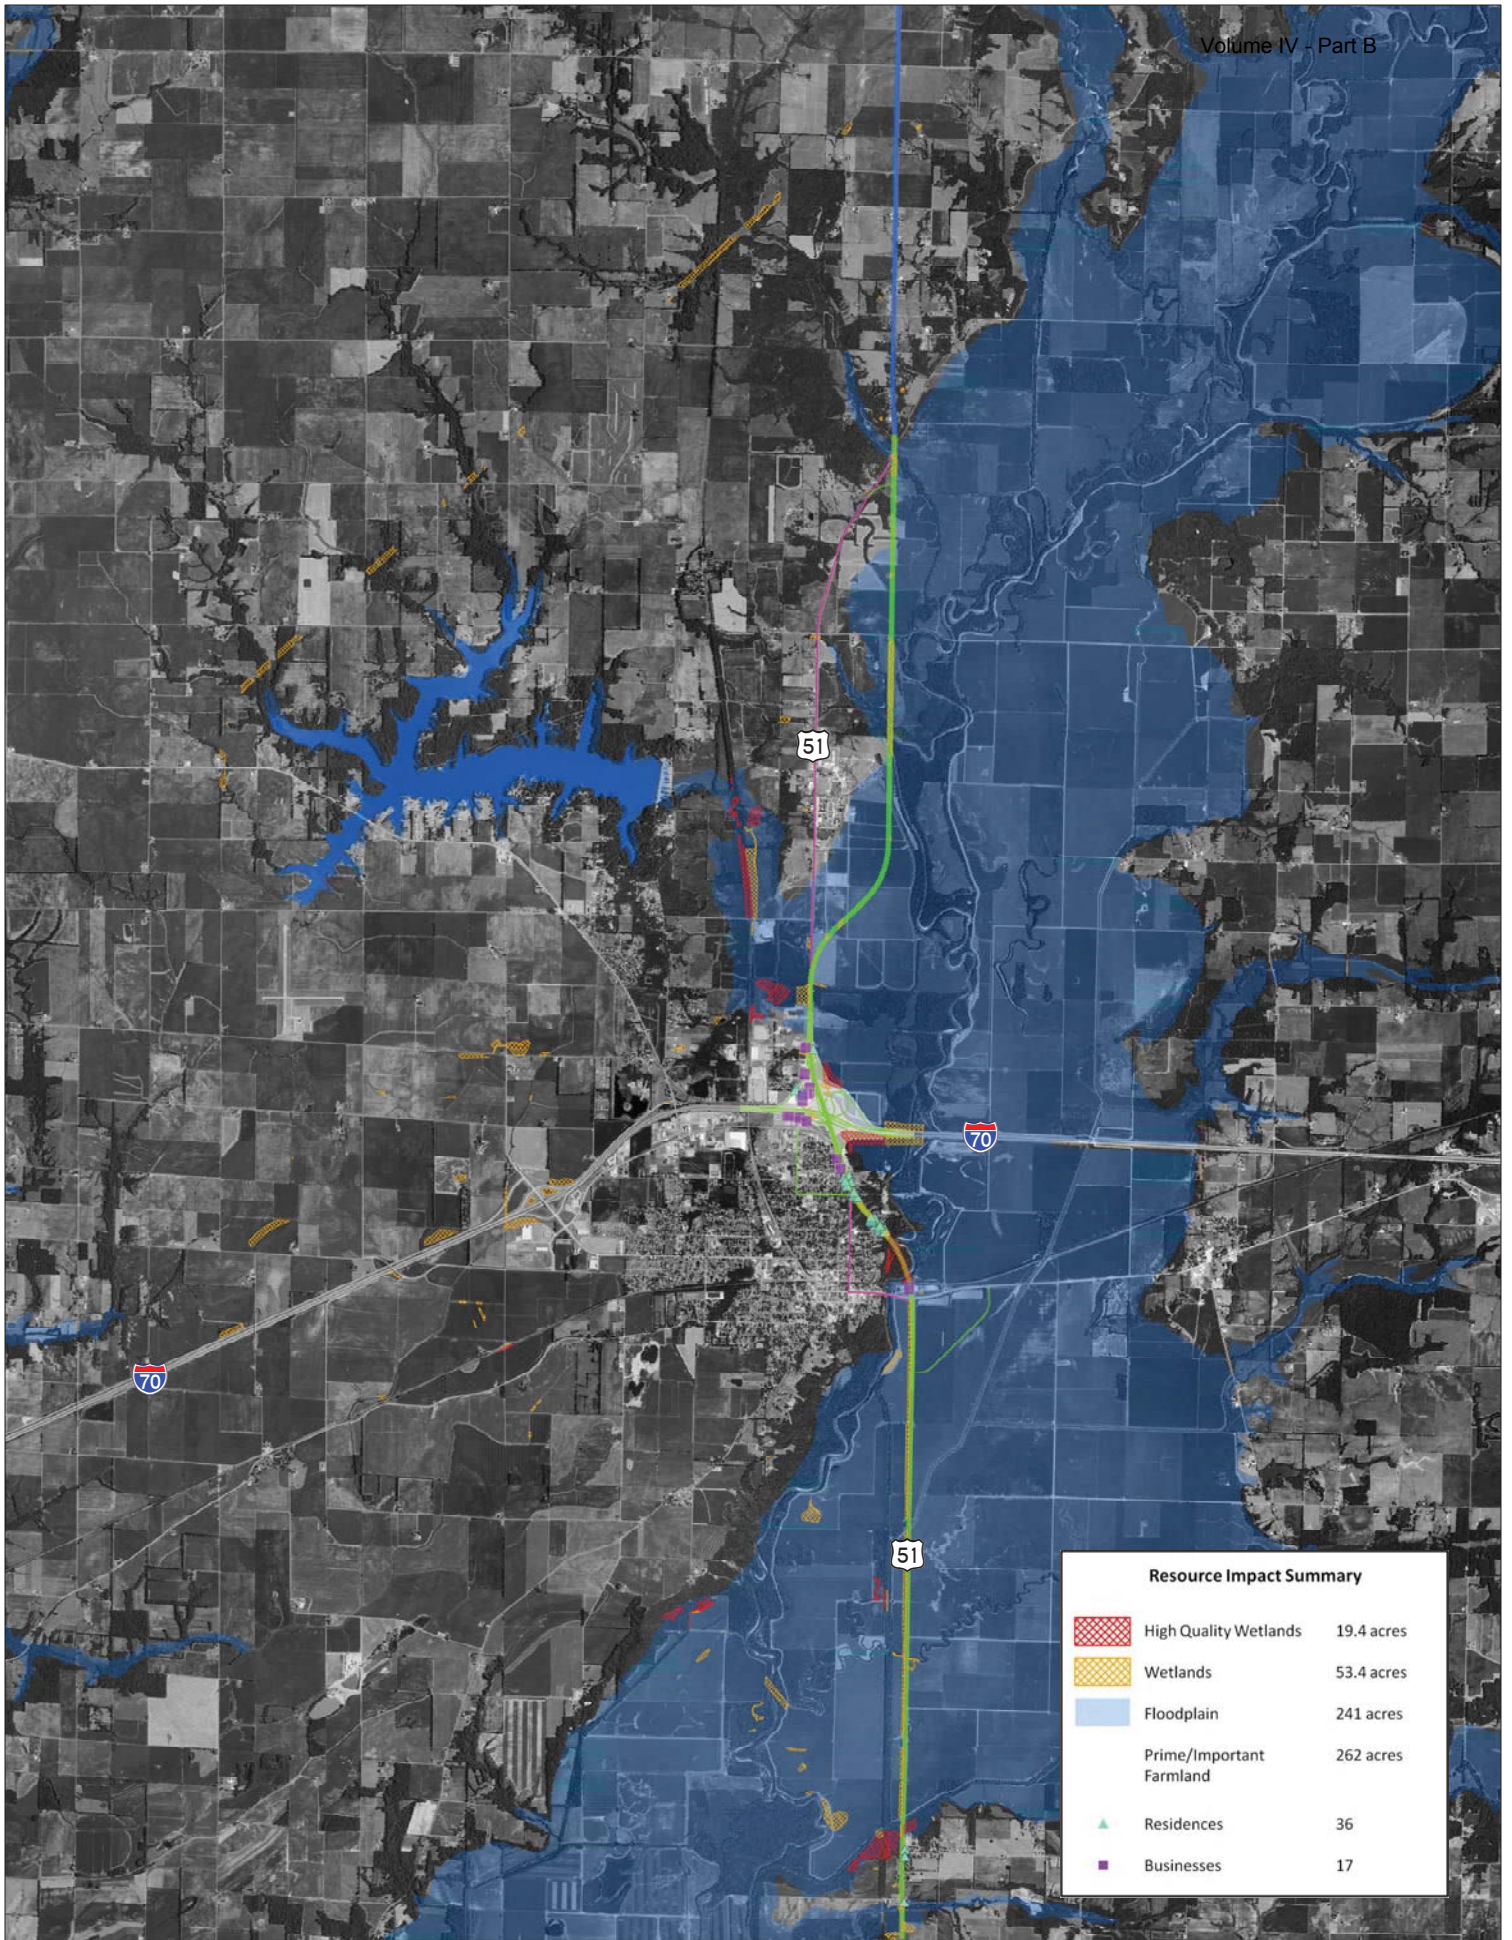 Volume IV - Part B
51
70
70
51
Resource Impact Summary
High Quality Wetlands 19.4 acres
Wetlands 53.4 acres
Floodplain 241 acres
Prime/Important 262 acres
Farmland
Residences 36
Businesses 17